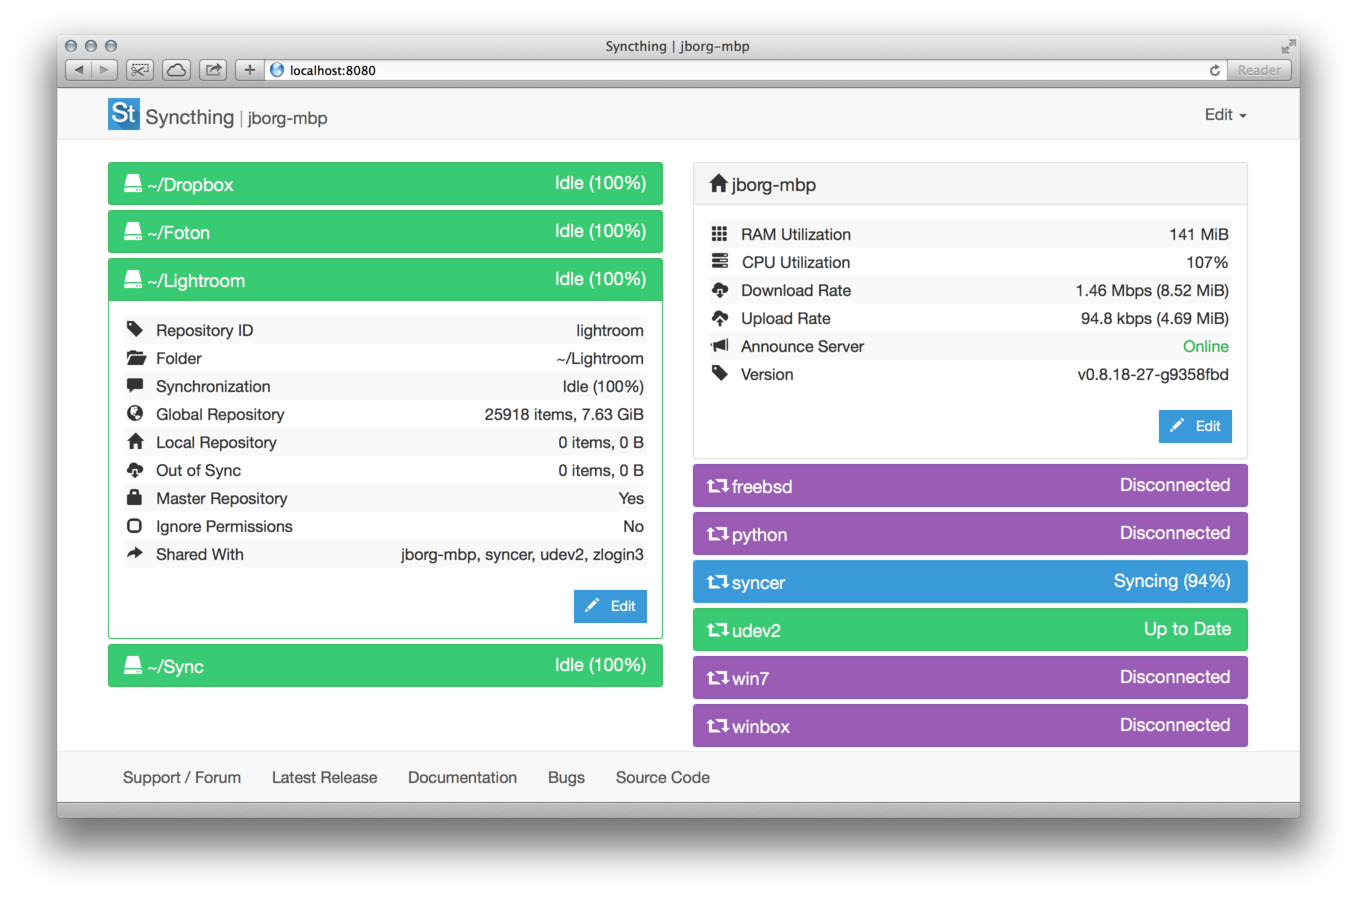 Syncthing | jborg-mbp
localhost:8080
Reader
St Syncthing | jborg-mbp
Edit
~/Dropbox Idle (100%)
~/Foton Idle (100%)
~/Lightroom Idle (100%)
Repository ID lightroom
Folder ~/Lightroom
Synchronization Idle (100%)
Global Repository 25918 items, 7.63 GiB
Local Repository 0 items, 0 B
Out of Sync 0 items, 0 B
Master Repository Yes
Ignore Permissions No
Shared With jborg-mbp, syncer, udev2, zlogin3
Edit
~/Sync Idle (100%)
jborg-mbp
RAM Utilization 141 MiB
CPU Utilization 107%
Download Rate 1.46 Mbps (8.52 MiB)
Upload Rate 94.8 kbps (4.69 MiB)
Announce Server Online
Version v0.8.18-27-g9358fbd
Edit
freebsd Disconnected
python Disconnected
syncer Syncing (94%)
udev2 Up to Date
win7 Disconnected
winbox Disconnected
Support / Forum Latest Release Documentation Bugs Source Code